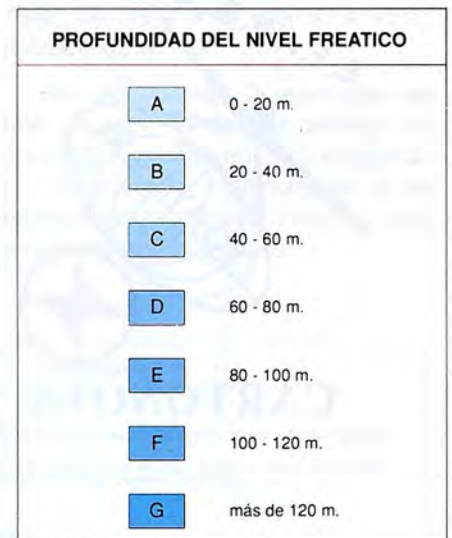 PROFUNDIDAD DEL NIVEL FREATICO
A 0 - 20 m.
B 20 - 40 m.
C 40 - 60 m.
D 60 - 80 m.
E 80 - 100 m.
F 100 - 120 m.
G más de 120 m.